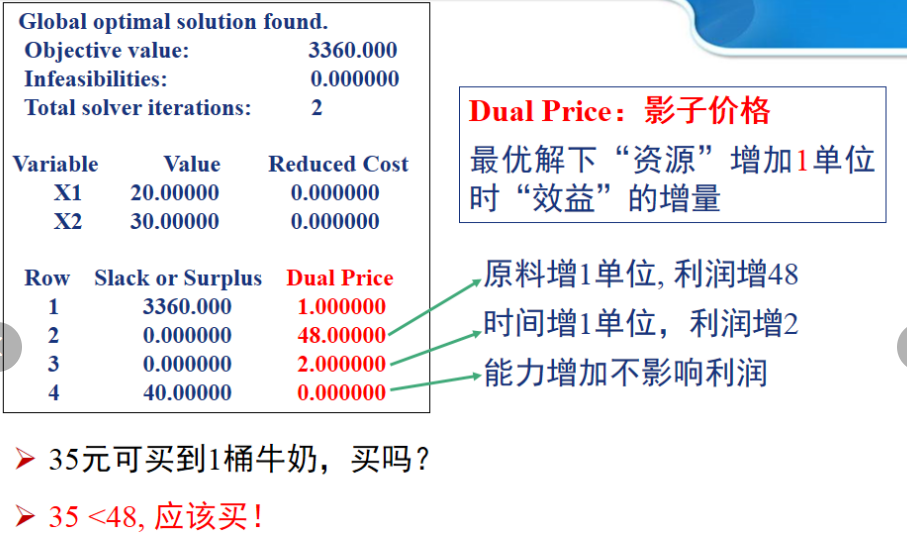 Global optimal solution found.
Objective value: 3360.000
Infeasibilities: 0.000000
Total solver iterations: 2
Variable Value Reduced Cost
X1 20.00000 0.000000
X2 30.00000 0.000000
Row Slack or Surplus Dual Price
1 3360.000 1.000000
2 0.000000 48.00000
3 0.000000 2.000000
4 40.00000 0.000000
Dual Price：影子价格
最优解下“资源”增加1单位
时“效益”的增量
原料增1单位, 利润增48
时间增1单位，利润增2
能力增加不影响利润
35元可买到1桶牛奶，买吗？
35 <48, 应该买！